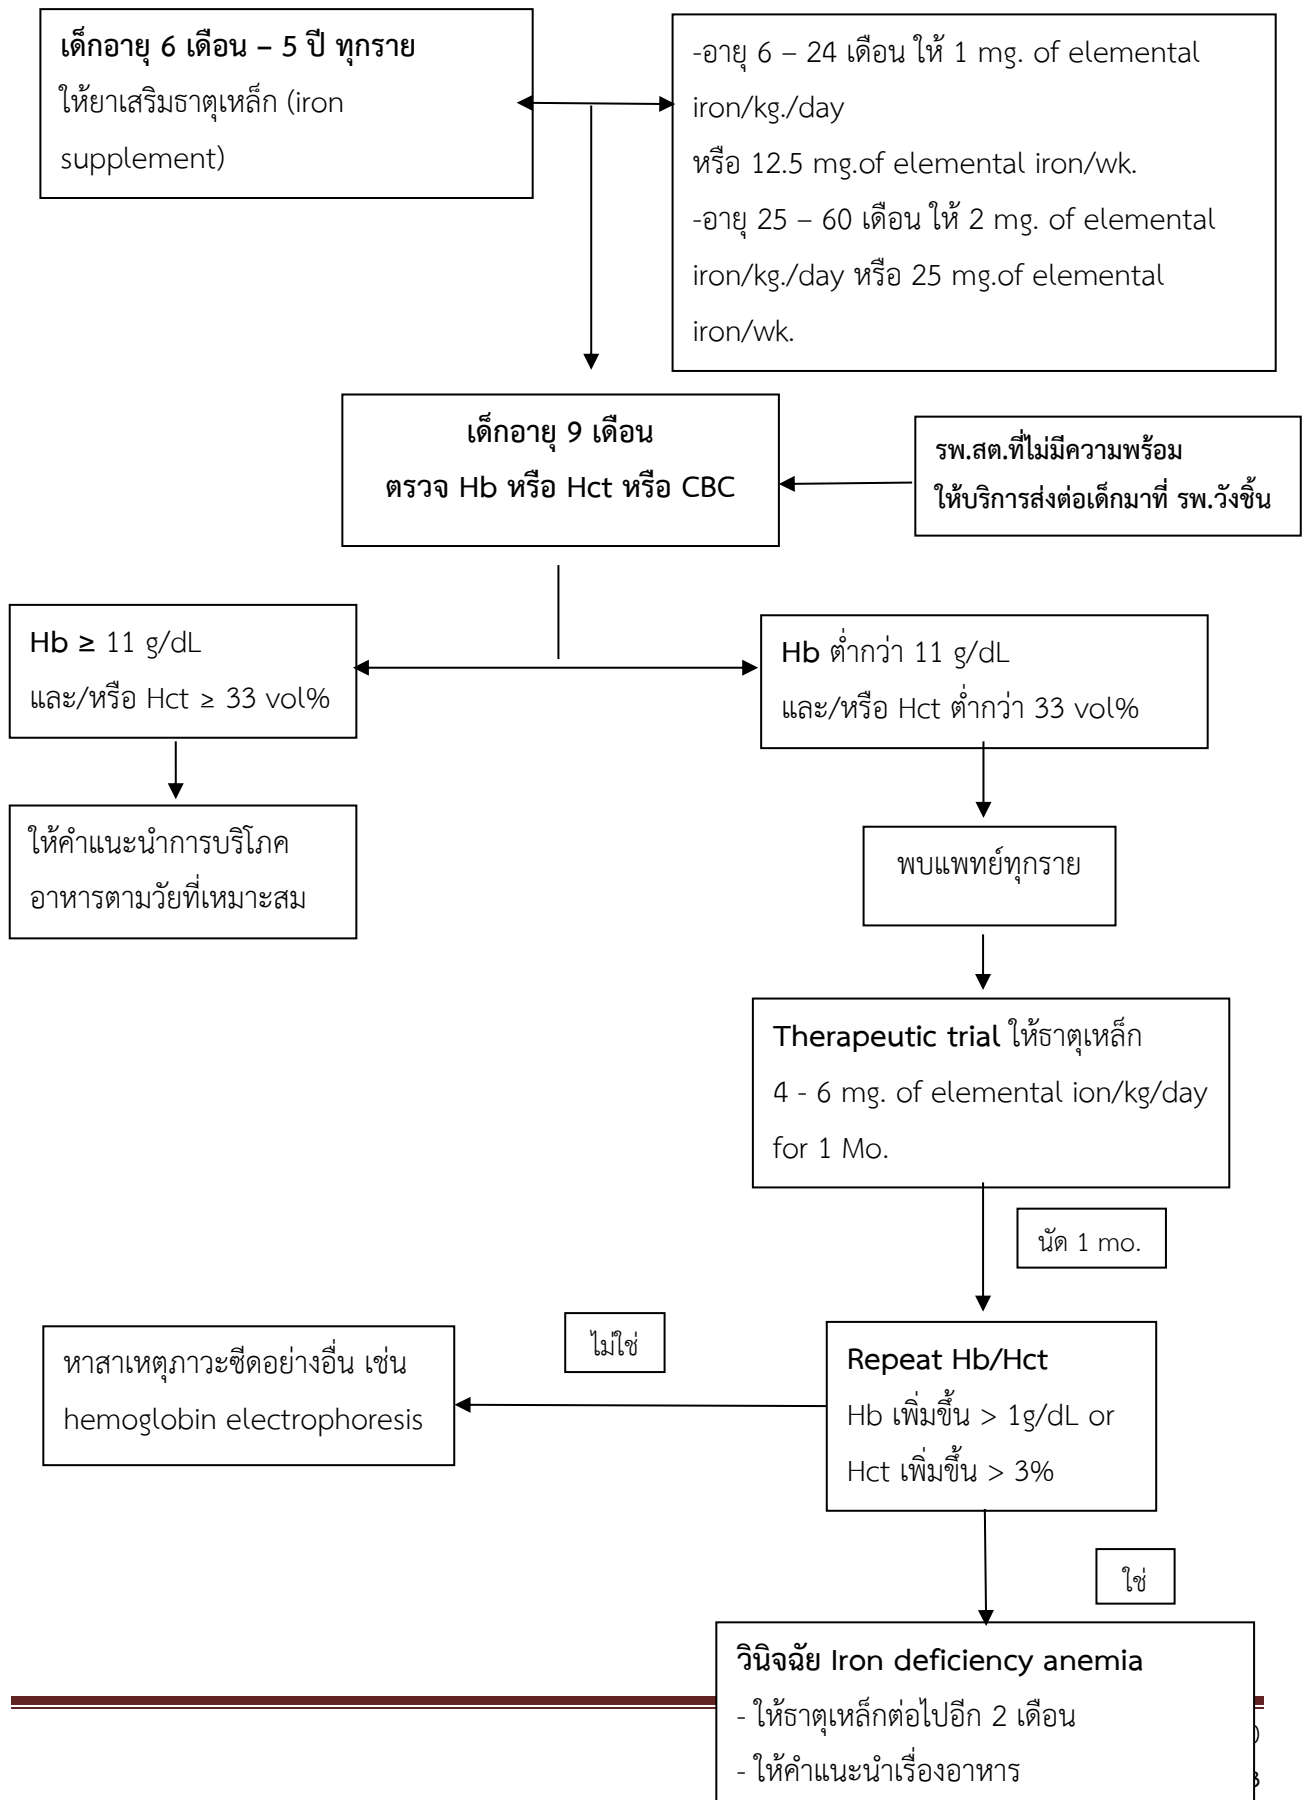 เด็กอายุ 6 เดือน – 5 ปี ทุกราย
ให้ยาเสริมธาตุเหล็ก (iron
supplement)
-อายุ 6 – 24 เดือน ให้ 1 mg. of elemental
iron/kg./day
หรือ 12.5 mg.of elemental iron/wk.
-อายุ 25 – 60 เดือน ให้ 2 mg. of elemental
iron/kg./day หรือ 25 mg.of elemental
iron/wk.
เด็กอายุ 9 เดือน
ตรวจ Hb หรือ Hct หรือ CBC
รพ.สต.ที่ไม่มีความพร้อม
ให้บริการส่งต่อเด็กมาที่ รพ.วังชิ้น
Hb ≥ 11 g/dL
และ/หรือ Hct ≥ 33 vol%
Hb ต่ำกว่า 11 g/dL
และ/หรือ Hct ต่ำกว่า 33 vol%
ให้คำแนะนำการบริโภค
อาหารตามวัยที่เหมาะสม
พบแพทย์ทุกราย
Therapeutic trial ให้ธาตุเหล็ก
4 - 6 mg. of elemental ion/kg/day
for 1 Mo.
นัด 1 mo.
ไม่ใช่
หาสาเหตุภาวะซีดอย่างอื่น เช่น
hemoglobin electrophoresis
Repeat Hb/Hct
Hb เพิ่มขึ้น > 1g/dL or
Hct เพิ่มขึ้น > 3%
ใช่
วินิจฉัย Iron deficiency anemia
- ให้ธาตุเหล็กต่อไปอีก 2 เดือน
- ให้คำแนะนำเรื่องอาหาร